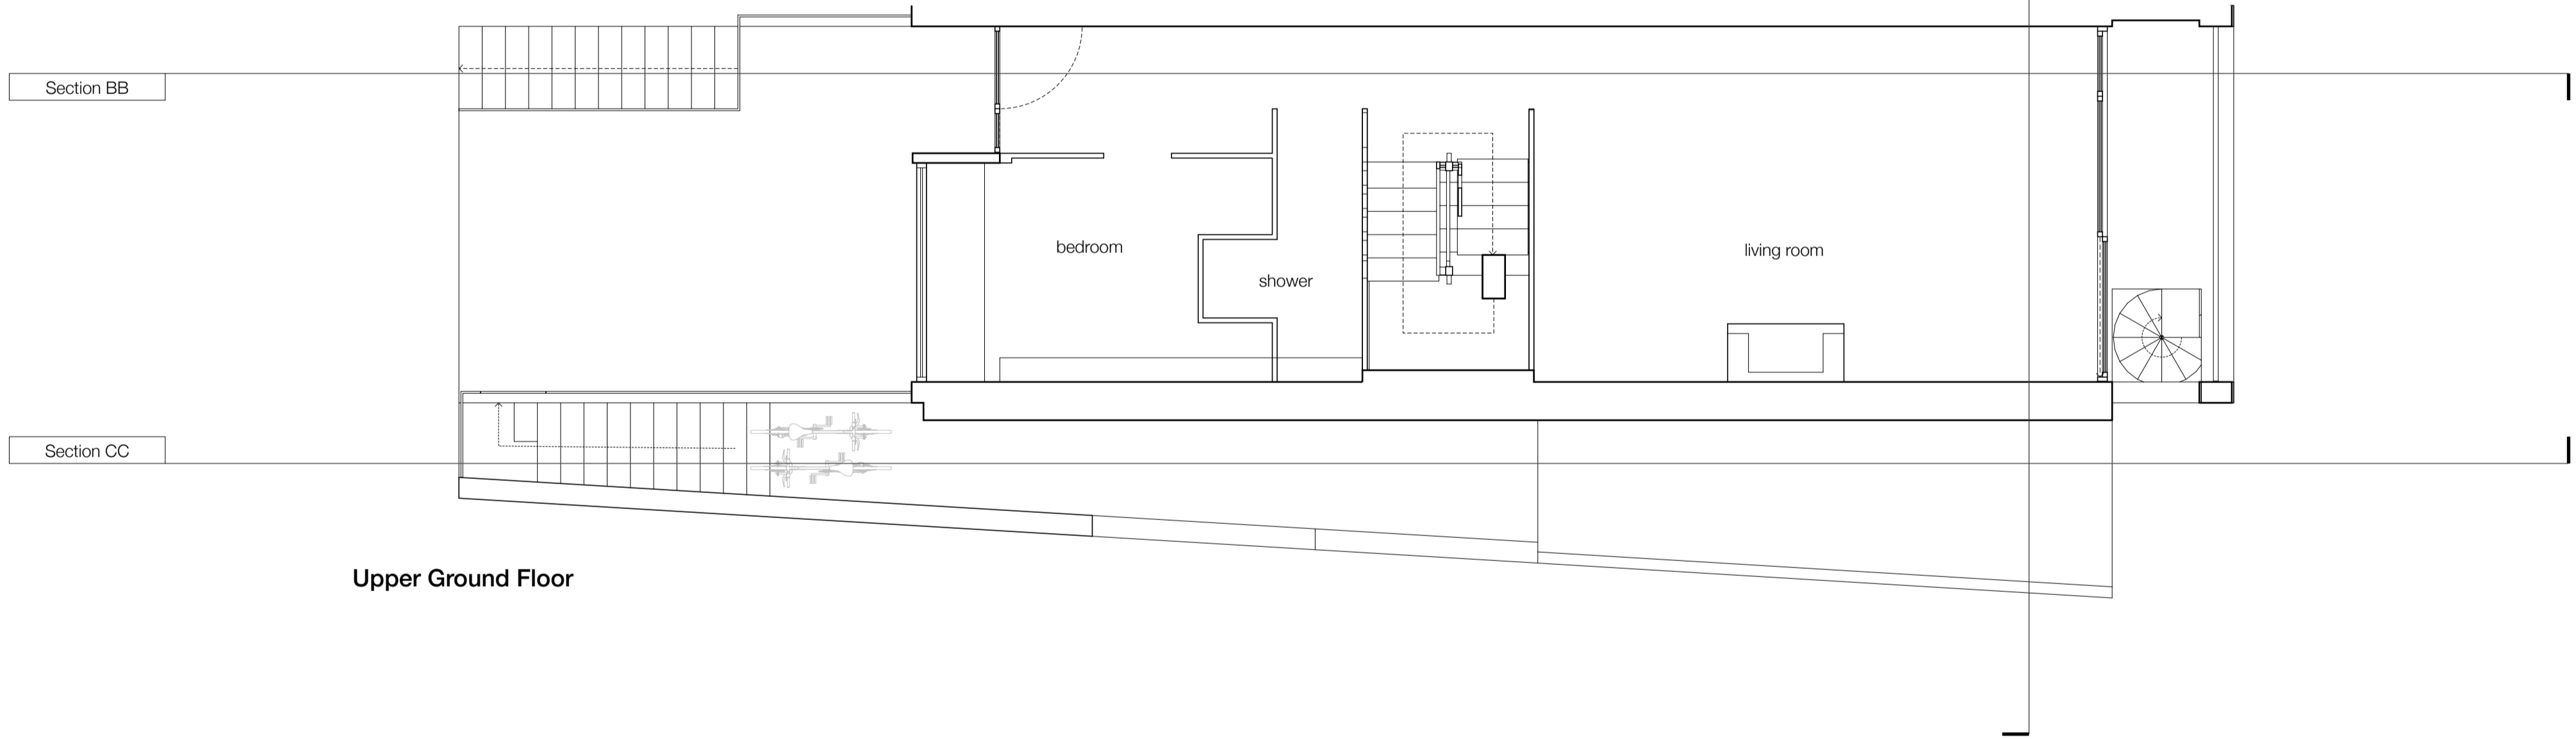 Section BB
bedroom
living room
shower
Section CC
Upper Ground Floor